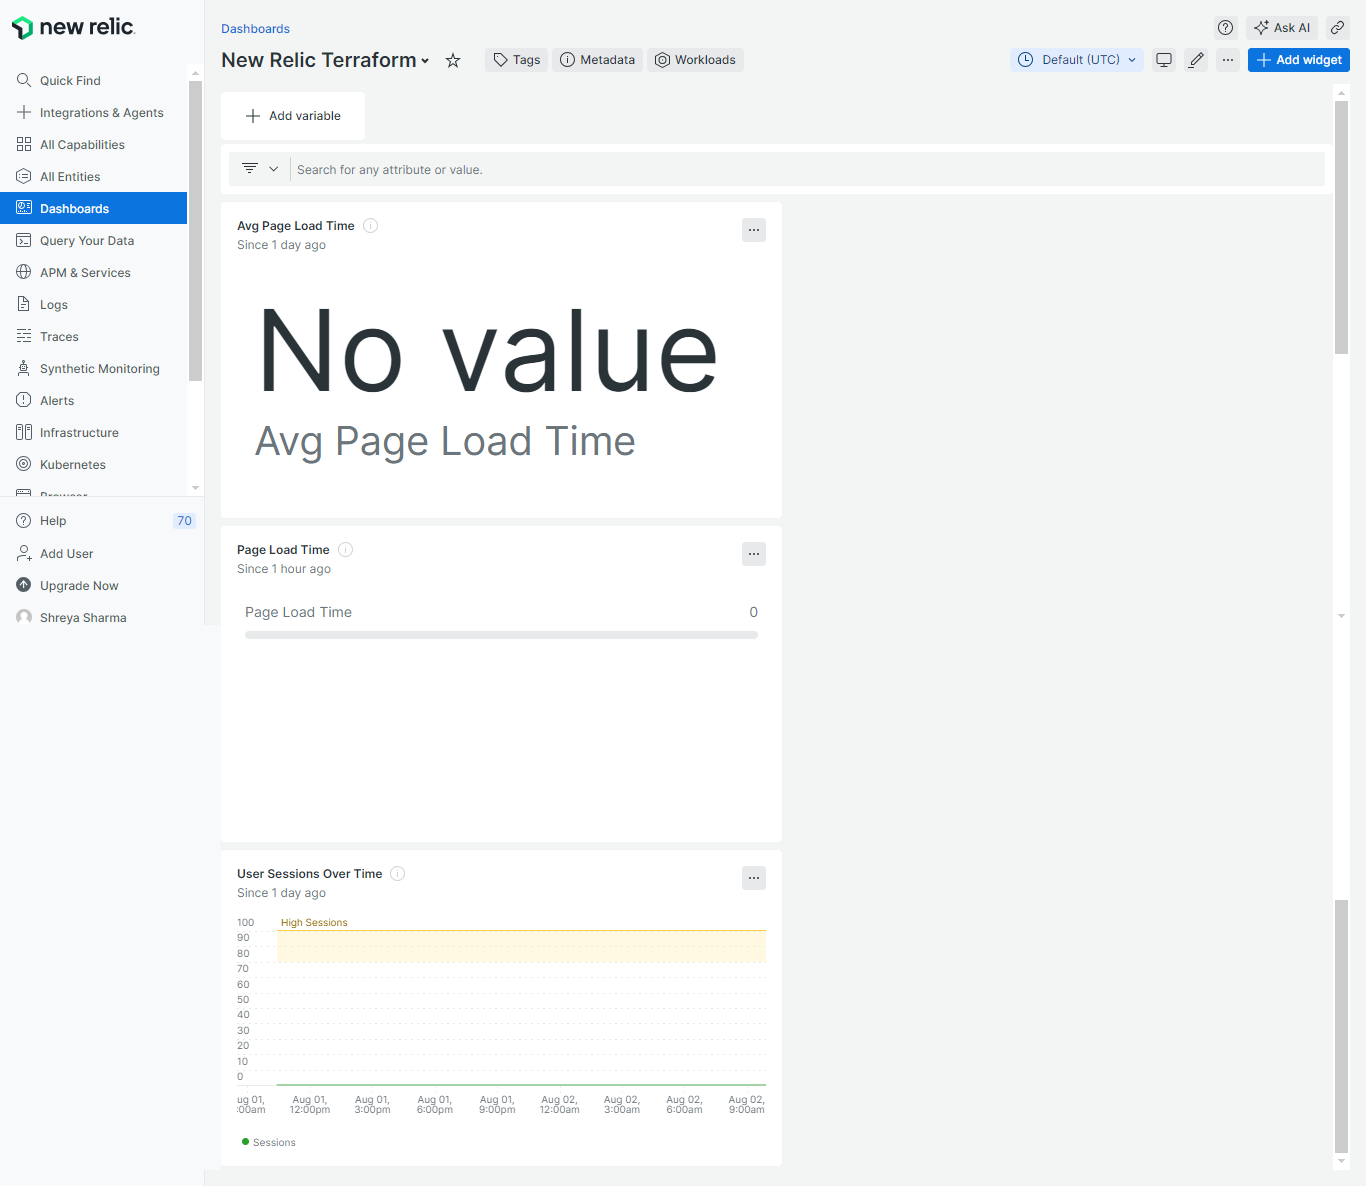 new relic
Quick Find
Integrations & Agents
All Capabilities
All Entities
Dashboards
Query Your Data
APM & Services
Logs
Traces
Synthetic Monitoring
Alerts
Infrastructure
Kubernetes
Browser
Help 70
Add User
Upgrade Now
Shreya Sharma
Dashboards
Ask AI
New Relic Terraform
Tags
Metadata
Workloads
Default (UTC)
Add widget
Add variable
Search for any attribute or value.
Avg Page Load Time
Since 1 day ago
No value
Avg Page Load Time
Page Load Time
Since 1 hour ago
Page Load Time 0
User Sessions Over Time
Since 1 day ago
High Sessions
100
90
80
70
60
50
40
30
20
10
0
ug 01, Aug 01, Aug 01, Aug 01, Aug 01, Aug 02, Aug 02, Aug 02, Aug 02,
:00am 12:00pm 3:00pm 6:00pm 9:00pm 12:00am 3:00am 6:00am 9:00am
Sessions